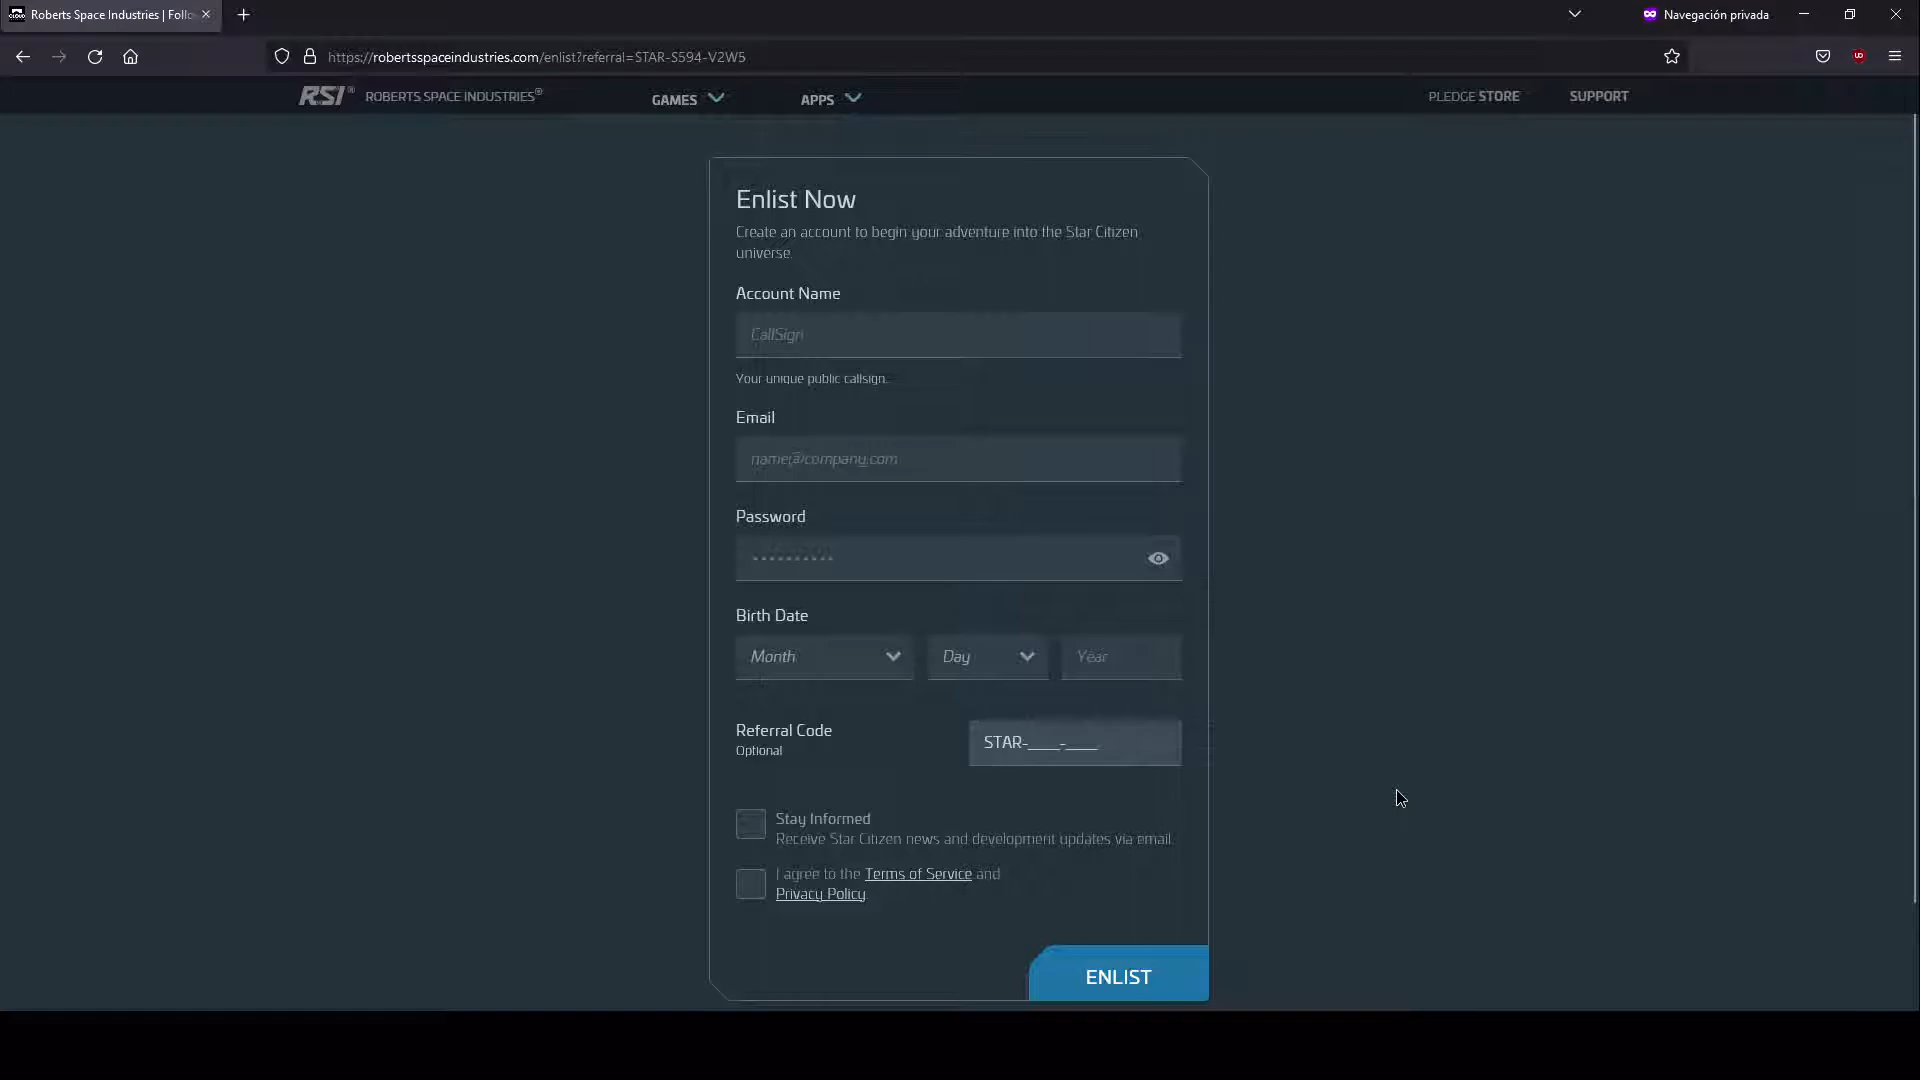 Roberts Space Industries | Follo
Navegación privada
https://robertsspaceindustries.com/enlist?referral=STAR-S594-V2W5
RSI® ROBERTS SPACE INDUSTRIES® GAMES APPS PLEDGE STORE SUPPORT
Enlist Now
Create an account to begin your adventure into the Star Citizen
universe.
Account Name
CallSign
Your unique public callsign.
Email
name@company.com
Password
Birth Date
Month Day Year
Referral Code
Optional
STAR-____-____
Stay Informed
Receive Star Citizen news and development updates via email.
I agree to the Terms of Service and
Privacy Policy
ENLIST